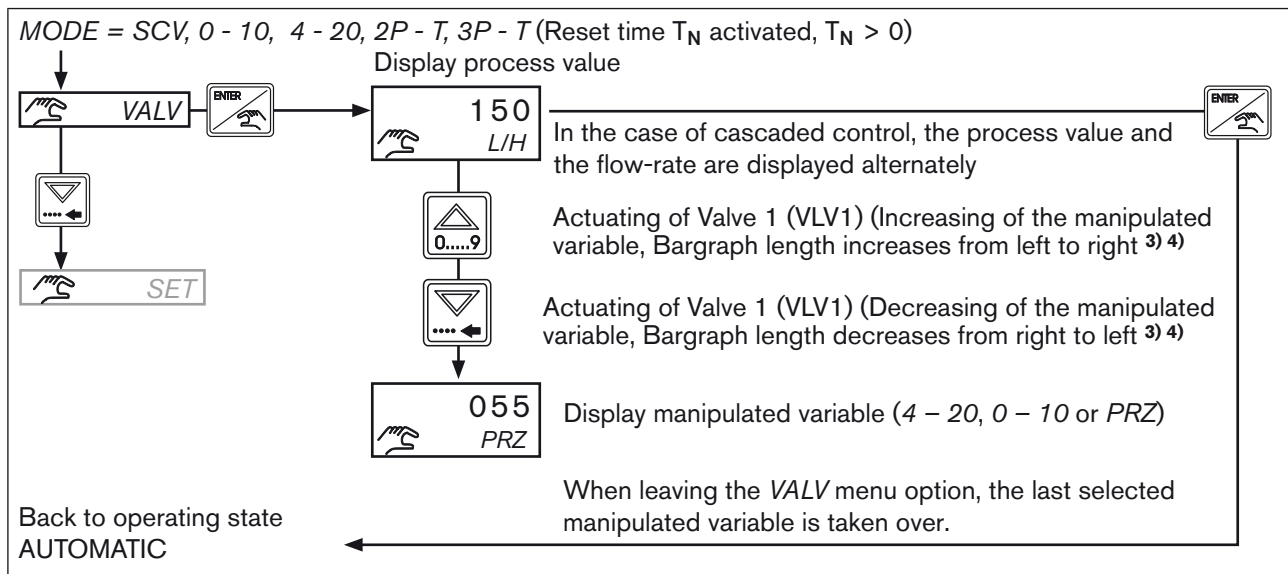 MODE = SCV, 0 - 10, 4 - 20, 2P - T, 3P - T (Reset time TN activated, TN > 0)
Display process value
VALV
ENTER
150
L/H
ENTER
In the case of cascaded control, the process value and
the flow-rate are displayed alternately
....
0.....9
Actuating of Valve 1 (VLV1) (Increasing of the manipulated
variable, Bargraph length increases from left to right 3) 4)
SET
....
Actuating of Valve 1 (VLV1) (Decreasing of the manipulated
variable, Bargraph length decreases from right to left 3) 4)
055
PRZ
Display manipulated variable (4 – 20, 0 – 10 or PRZ)
When leaving the VALV menu option, the last selected
manipulated variable is taken over.
Back to operating state
AUTOMATIC